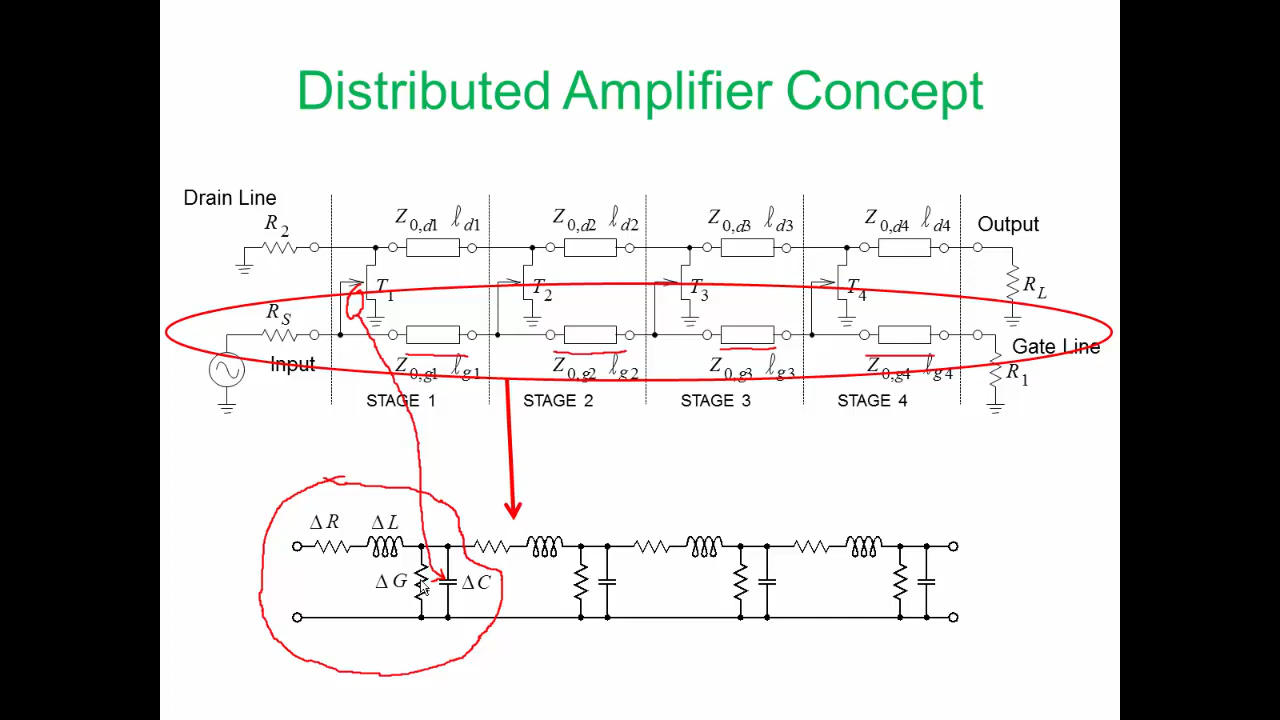 Distributed Amplifier Concept
Drain Line
R2 Z0,d1 ℓd1 Z0,d2 ℓd2 Z0,d3 ℓd3 Z0,d4 ℓd4 Output
T1 T2 T3 T4 RL
RS
Input Gate Line
Z0,g1 ℓg1 Z0,g2 ℓg2 Z0,g3 ℓg3 Z0,g4 ℓg4 R1
STAGE 1 STAGE 2 STAGE 3 STAGE 4
ΔR ΔL
ΔG ΔC